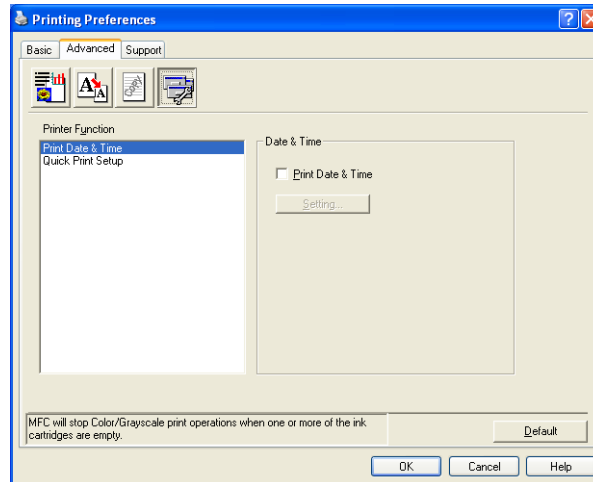 Printing Preferences
Basic Advanced Support
Printer Function
Print Date & Time
Quick Print Setup
Date & Time
Print Date & Time
Setting...
MFC will stop Color/Grayscale print operations when one or more of the ink
cartridges are empty.
Default
OK Cancel Help